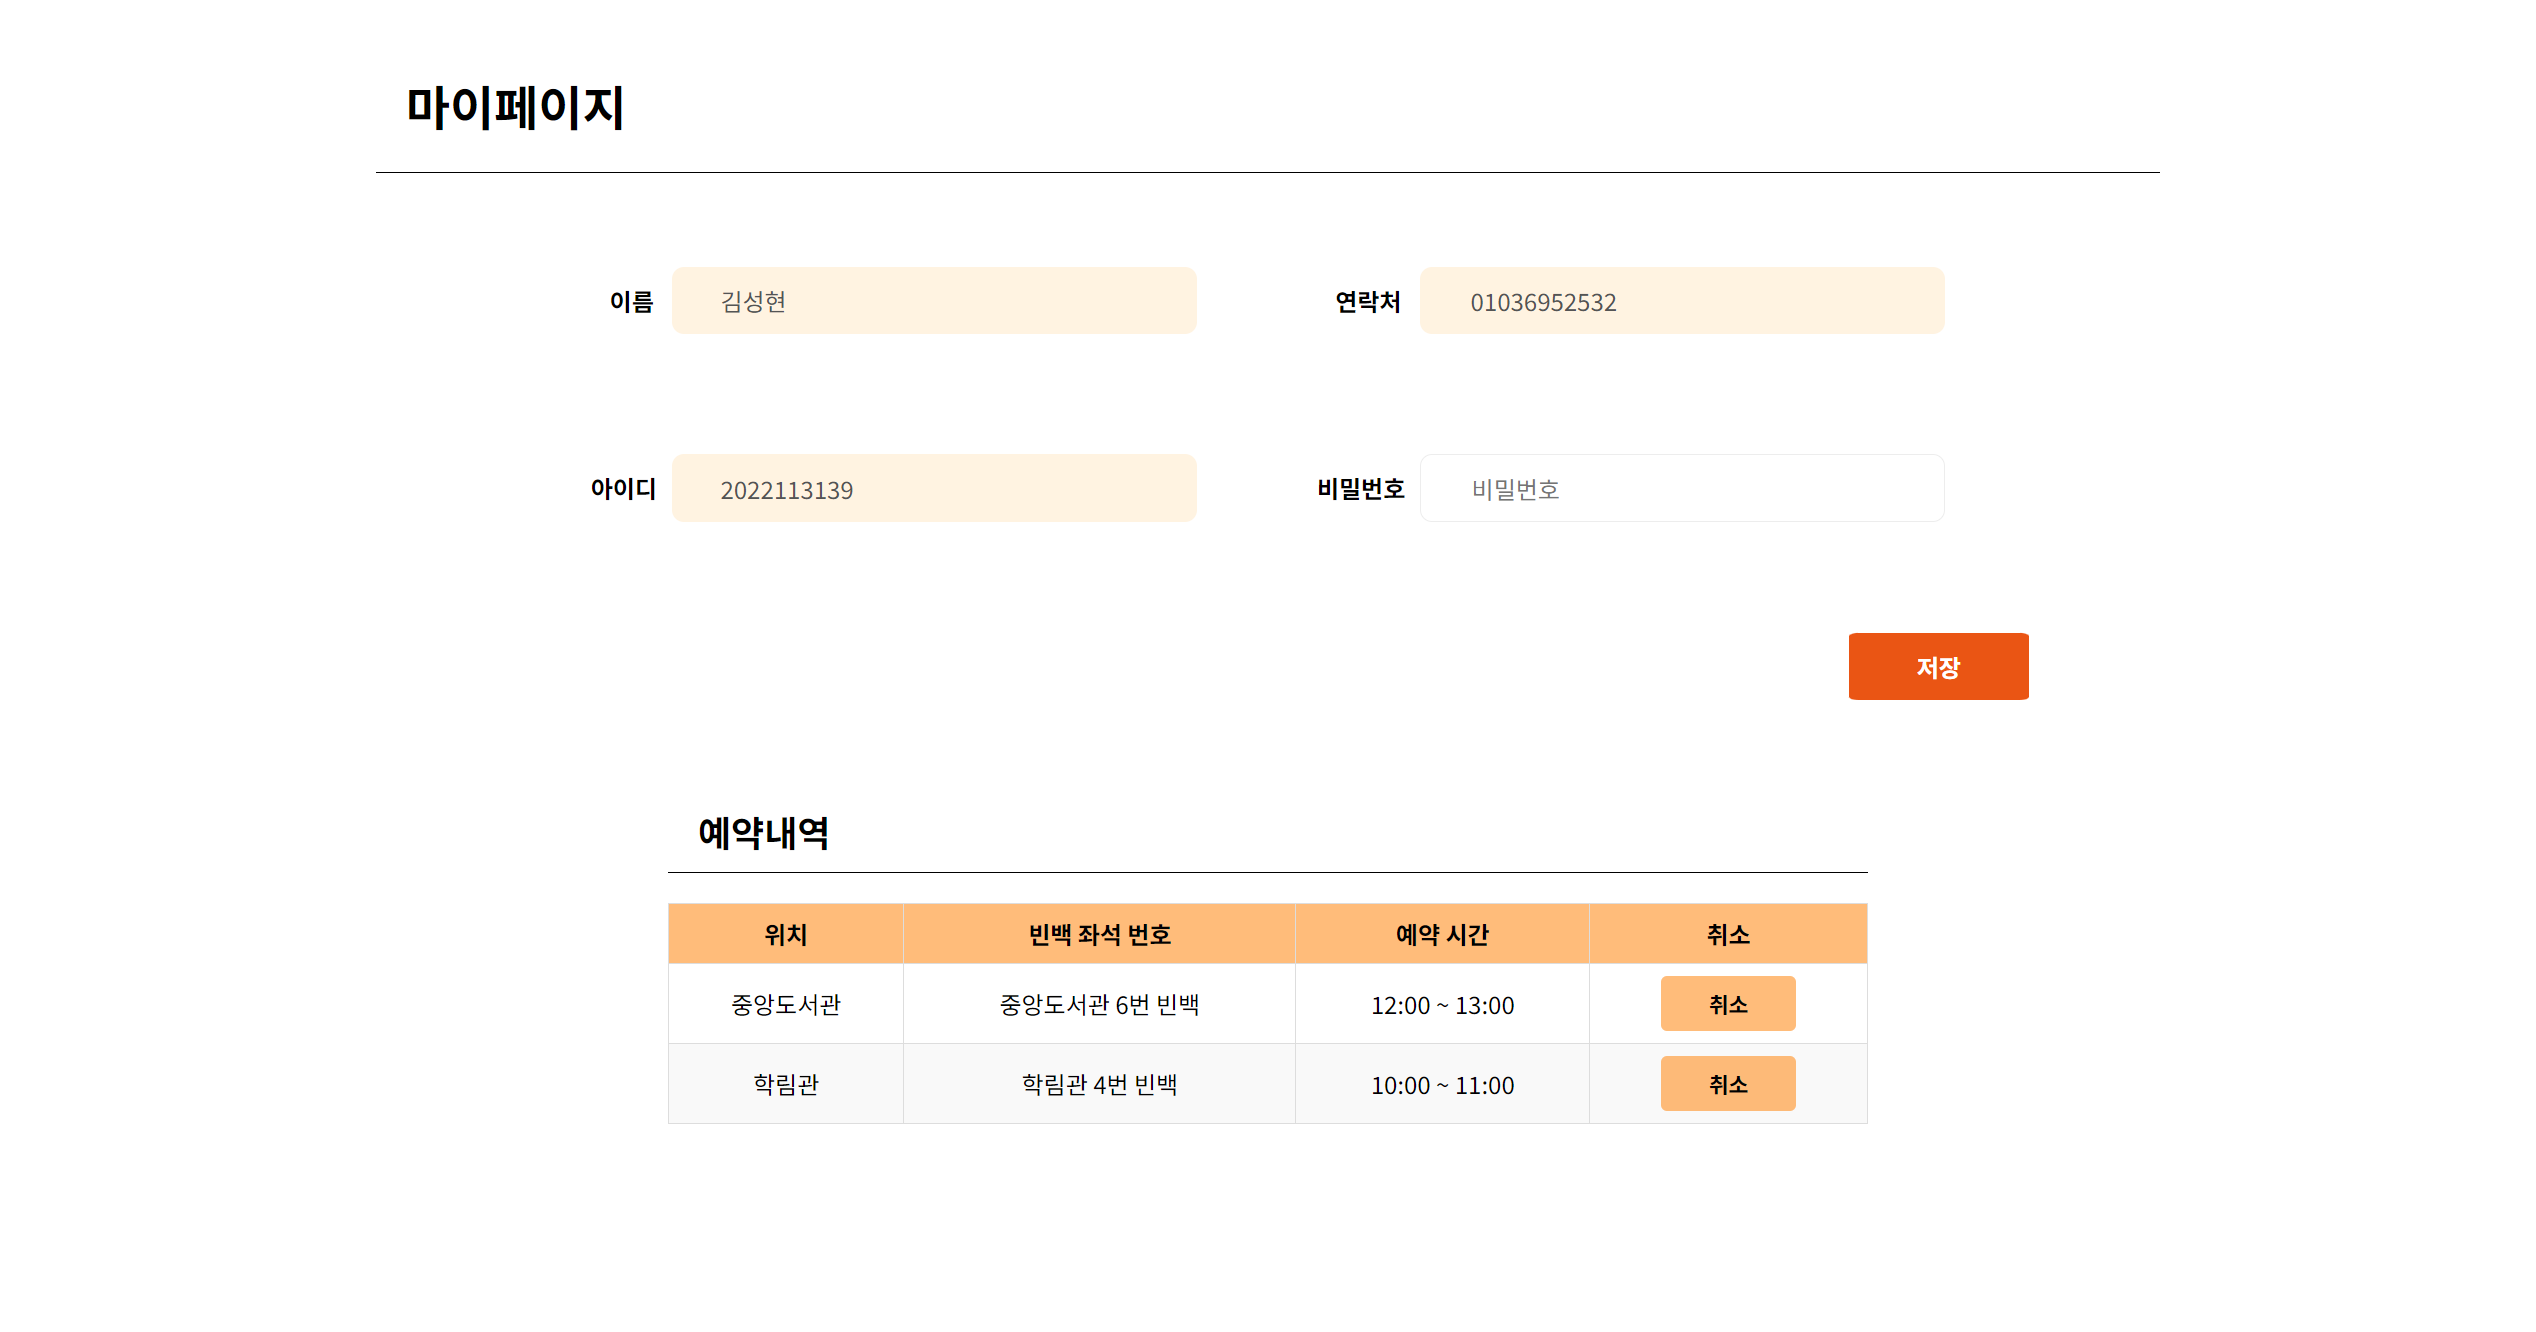 마이페이지
이름 김성현 연락처 01036952532
아이디 2022113139 비밀번호 비밀번호
저장
예약내역
위치 빈백 좌석 번호 예약 시간 취소
중앙도서관 중앙도서관 6번 빈백 12:00 ~ 13:00 취소
학림관 학림관 4번 빈백 10:00 ~ 11:00 취소